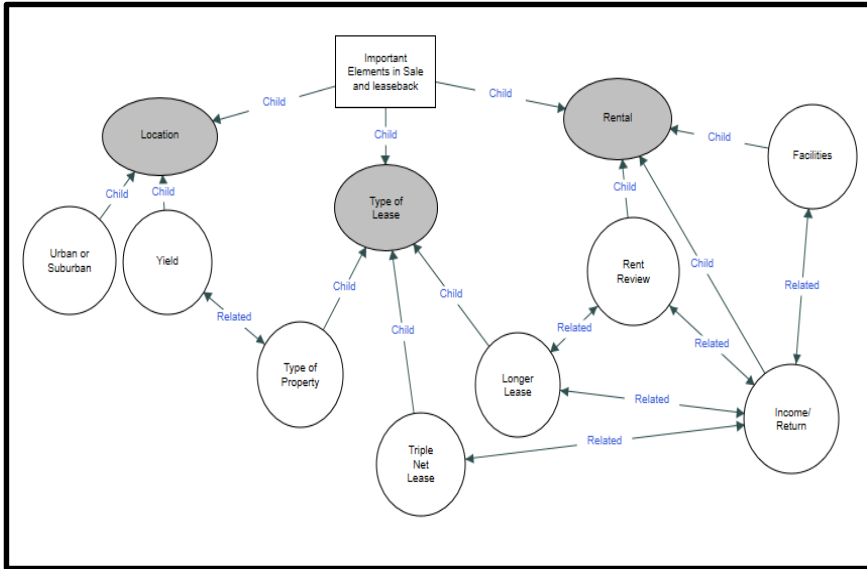 Important
Elements in Sale
and leaseback
Child
Child
Child
Location
Rental
Child
Facilities
Child
Child
Type of
Lease
Child
Urban or
Suburban
Yield
Rent
Review
Child
Child
Related
Related
Child
Child
Related
Related
Type of
Property
Longer
Lease
Related
Income/
Return
Related
Triple
Net
Lease